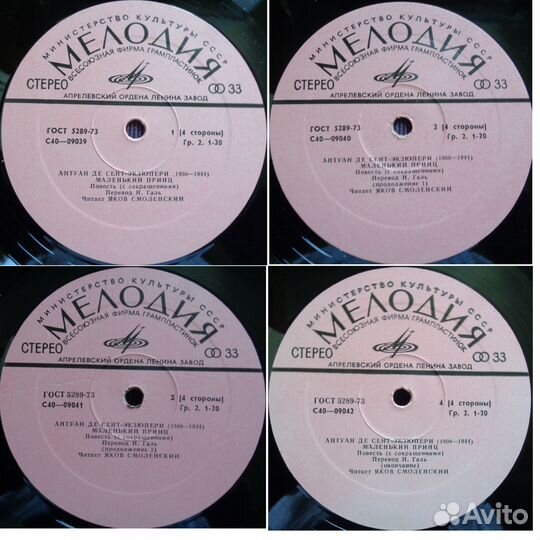 МИНИСТЕРСТВО КУЛЬТУРЫ СССР
МЕЛОДИЯ
ВСЕСОЮЗНАЯ ФИРМА ГРАМПЛАСТИНОК
СТЕРЕО 33
АПРЕЛЕВСКИЙ ОРДЕНА ЛЕНИНА ЗАВОД
ГОСТ 5289-73 1 (4 стороны)
С40—09039 Гр. 2. 1-20
АНТУАН ДЕ СЕНТ-ЭКЗЮПЕРИ (1900—1944)
МАЛЕНЬКИЙ ПРИНЦ
Повесть (с сокращениями)
Перевод Н. Галь
Читает ЯКОВ СМОЛЕНСКИЙ
МИНИСТЕРСТВО КУЛЬТУРЫ СССР
МЕЛОДИЯ
ВСЕСОЮЗНАЯ ФИРМА ГРАМПЛАСТИНОК
СТЕРЕО 33
АПРЕЛЕВСКИЙ ОРДЕНА ЛЕНИНА ЗАВОД
ГОСТ 5289-73 2 (4 стороны)
С40—09040 Гр. 2. 1-20
АНТУАН ДЕ СЕНТ-ЭКЗЮПЕРИ (1900—1944)
МАЛЕНЬКИЙ ПРИНЦ
Повесть (с сокращениями)
Перевод Н. Галь
(продолжение 1)
Читает ЯКОВ СМОЛЕНСКИЙ
МИНИСТЕРСТВО КУЛЬТУРЫ СССР
МЕЛОДИЯ
ВСЕСОЮЗНАЯ ФИРМА ГРАМПЛАСТИНОК
СТЕРЕО 33
АПРЕЛЕВСКИЙ ОРДЕНА ЛЕНИНА ЗАВОД
ГОСТ 5289-73 3 (4 стороны)
С40—09041 Гр. 2. 1-20
АНТУАН ДЕ СЕНТ-ЭКЗЮПЕРИ (1900—1944)
МАЛЕНЬКИЙ ПРИНЦ
Повесть (с сокращениями)
Перевод Н. Галь
(продолжение 2)
Читает ЯКОВ СМОЛЕНСКИЙ
МИНИСТЕРСТВО КУЛЬТУРЫ СССР
МЕЛОДИЯ
ВСЕСОЮЗНАЯ ФИРМА ГРАМПЛАСТИНОК
СТЕРЕО 33
АПРЕЛЕВСКИЙ ОРДЕНА ЛЕНИНА ЗАВОД
ГОСТ 5289-73 4 (4 стороны)
С40—09042 Гр. 2. 1-20
АНТУАН ДЕ СЕНТ-ЭКЗЮПЕРИ (1900—1944)
МАЛЕНЬКИЙ ПРИНЦ
Повесть (с сокращениями)
Перевод Н. Галь
(окончание)
Читает ЯКОВ СМОЛЕНСКИЙ
Avito